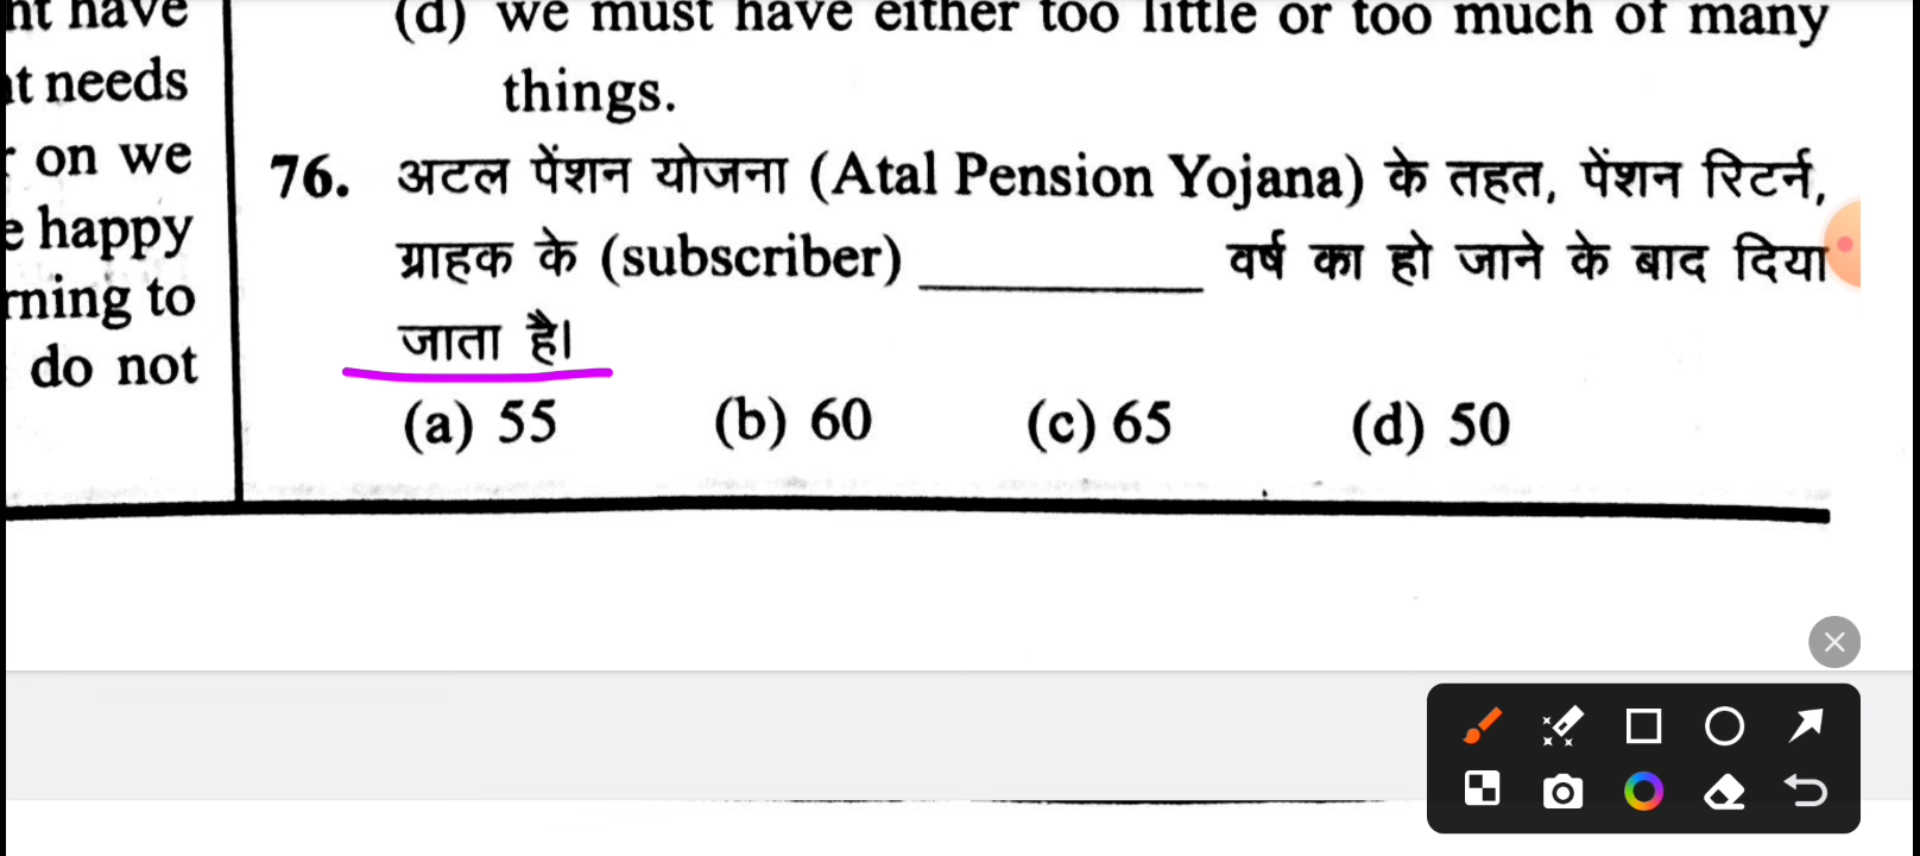 nt have
t needs
on we
e happy
rning to
do not
(d) we must have either too little or too much of many
things.
76. अटल पेंशन योजना (Atal Pension Yojana) के तहत, पेंशन रिटर्न,
ग्राहक के (subscriber) __________ वर्ष का हो जाने के बाद दिया
जाता है।
(a) 55 (b) 60 (c) 65 (d) 50